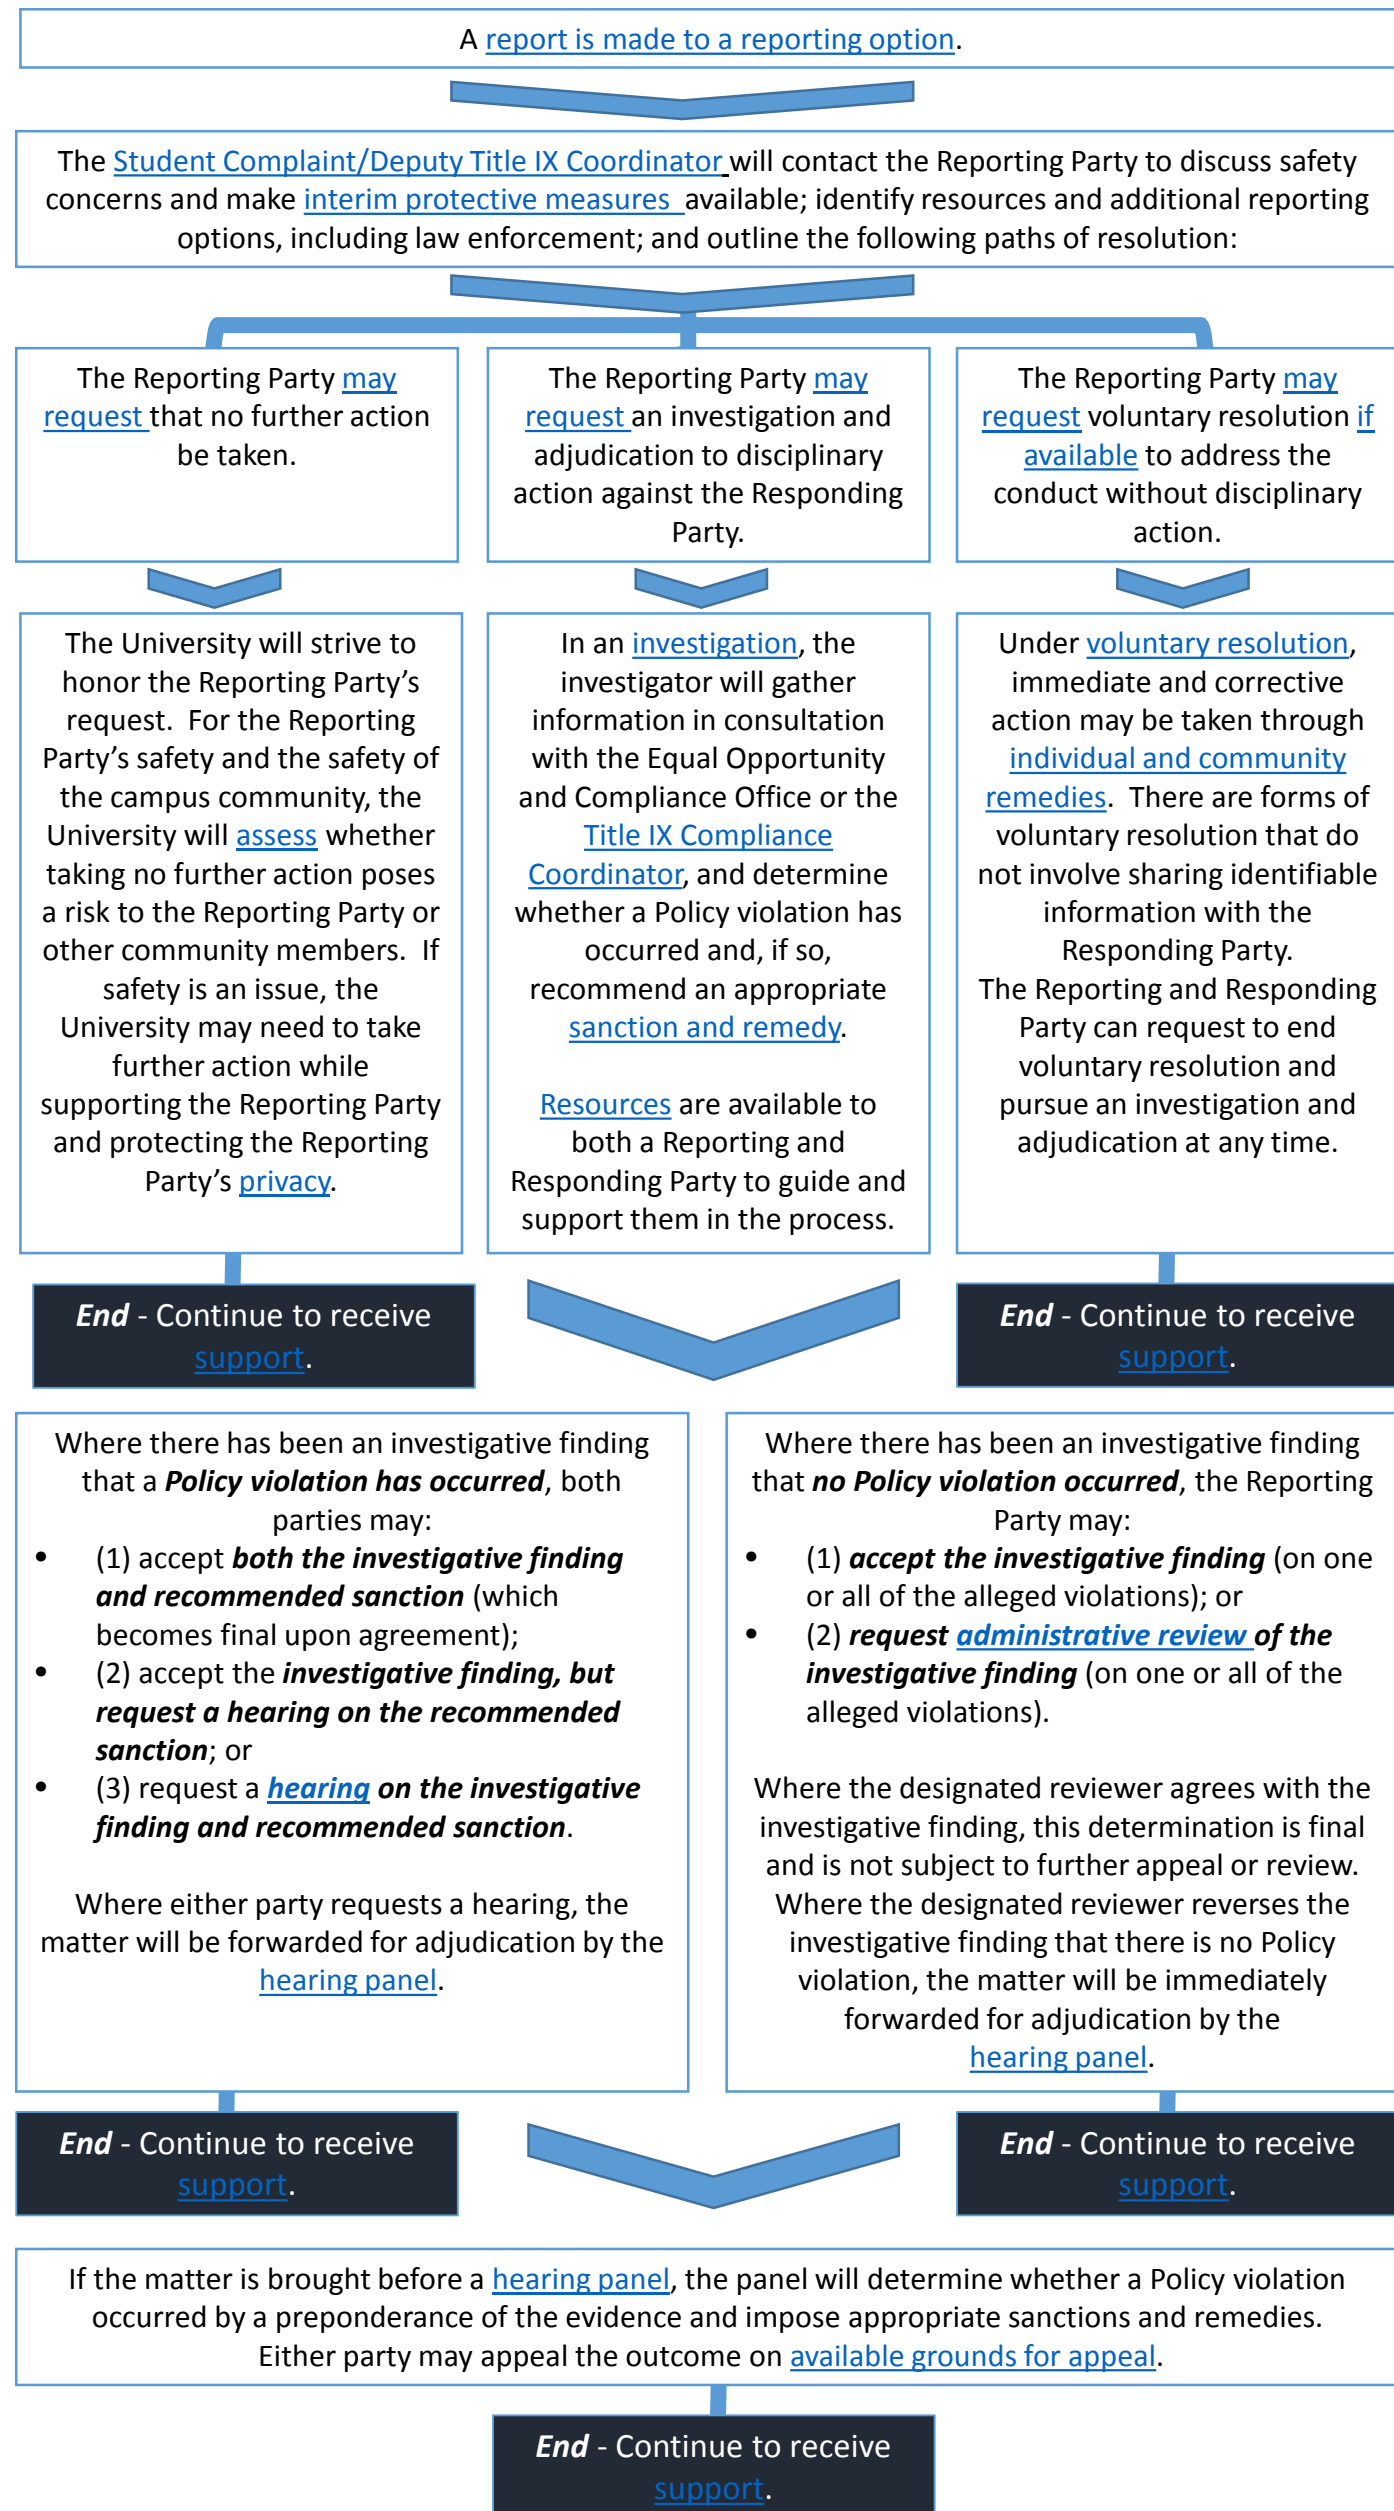 A report is made to a reporting option.
The Student Complaint/Deputy Title IX Coordinator will contact the Reporting Party to discuss safety
concerns and make interim protective measures available; identify resources and additional reporting
options, including law enforcement; and outline the following paths of resolution:
The Reporting Party may
request that no further action
be taken.
The Reporting Party may
request an investigation and
adjudication to disciplinary
action against the Responding
Party.
The Reporting Party may
request voluntary resolution if
available to address the
conduct without disciplinary
action.
The University will strive to
honor the Reporting Party’s
request. For the Reporting
Party’s safety and the safety of
the campus community, the
University will assess whether
taking no further action poses
a risk to the Reporting Party or
other community members. If
safety is an issue, the
University may need to take
further action while
supporting the Reporting Party
and protecting the Reporting
Party’s privacy.
In an investigation, the
investigator will gather
information in consultation
with the Equal Opportunity
and Compliance Office or the
Title IX Compliance
Coordinator, and determine
whether a Policy violation has
occurred and, if so,
recommend an appropriate
sanction and remedy.
Resources are available to
both a Reporting and
Responding Party to guide and
support them in the process.
Under voluntary resolution,
immediate and corrective
action may be taken through
individual and community
remedies. There are forms of
voluntary resolution that do
not involve sharing identifiable
information with the
Responding Party.
The Reporting and Responding
Party can request to end
voluntary resolution and
pursue an investigation and
adjudication at any time.
End - Continue to receive
support.
End - Continue to receive
support.
Where there has been an investigative finding
that a Policy violation has occurred, both
parties may:
• (1) accept both the investigative finding
and recommended sanction (which
becomes final upon agreement);
• (2) accept the investigative finding, but
request a hearing on the recommended
sanction; or
• (3) request a hearing on the investigative
finding and recommended sanction.
Where either party requests a hearing, the
matter will be forwarded for adjudication by the
hearing panel.
Where there has been an investigative finding
that no Policy violation occurred, the Reporting
Party may:
• (1) accept the investigative finding (on one
or all of the alleged violations); or
• (2) request administrative review of the
investigative finding (on one or all of the
alleged violations).
Where the designated reviewer agrees with the
investigative finding, this determination is final
and is not subject to further appeal or review.
Where the designated reviewer reverses the
investigative finding that there is no Policy
violation, the matter will be immediately
forwarded for adjudication by the
hearing panel.
End - Continue to receive
support.
End - Continue to receive
support.
If the matter is brought before a hearing panel, the panel will determine whether a Policy violation
occurred by a preponderance of the evidence and impose appropriate sanctions and remedies.
Either party may appeal the outcome on available grounds for appeal.
End - Continue to receive
support.